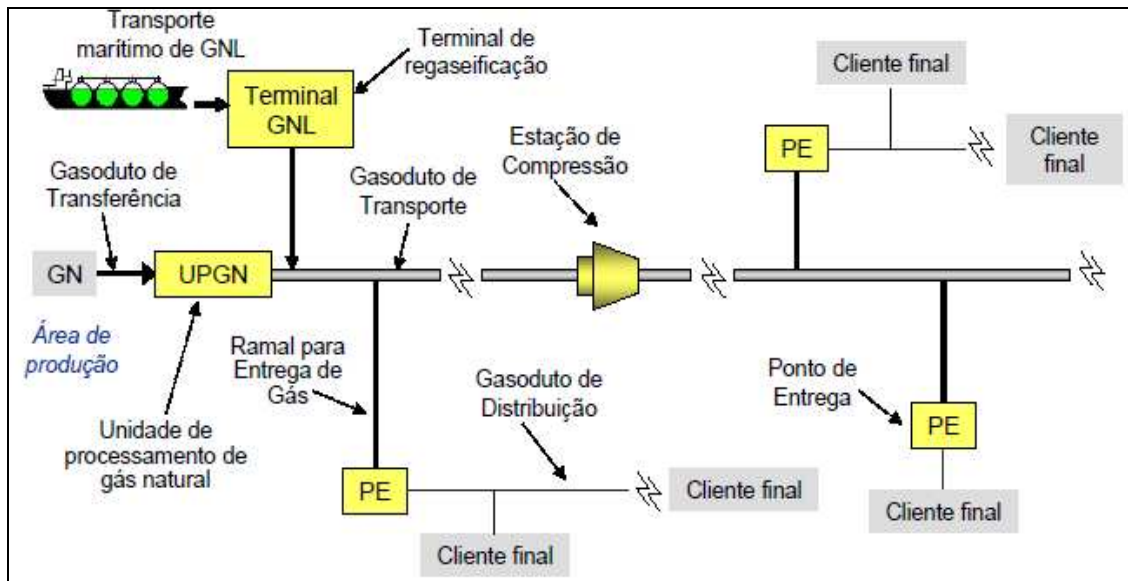 Transporte
marítimo de GNL
Terminal de
regaseificação
Terminal
GNL
Cliente final
PE
Cliente
final
Estação de
Compressão
Gasoduto de
Transferência
Gasoduto de
Transporte
GN
UPGN
Área de
produção
Ramal para
Entrega de
Gás
Gasoduto de
Distribuição
Ponto de
Entrega
Unidade de
processamento de
gás natural
PE
PE
Cliente final
Cliente final
Cliente final